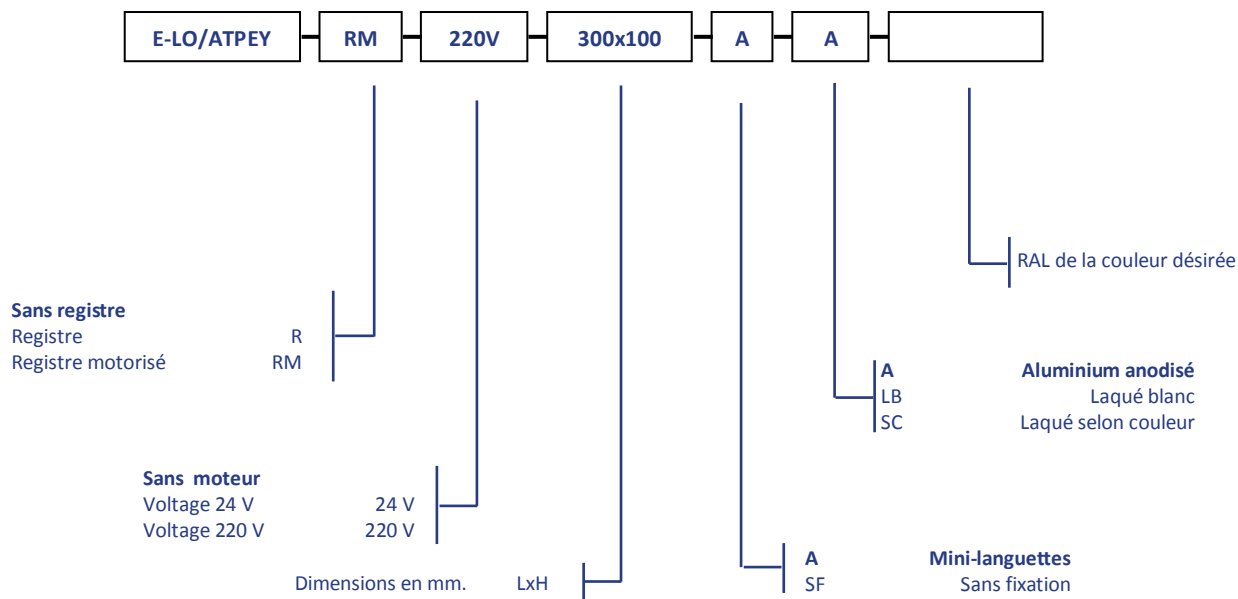 E-LO/ATPEY RM 220V 300x100 A A
RAL de la couleur désirée
Sans registre
Registre R
Registre motorisé RM
A Aluminium anodisé
LB Laqué blanc
SC Laqué selon couleur
Sans moteur
Voltage 24 V 24 V
Voltage 220 V 220 V
A Mini-languettes
SF Sans fixation
Dimensions en mm. LxH